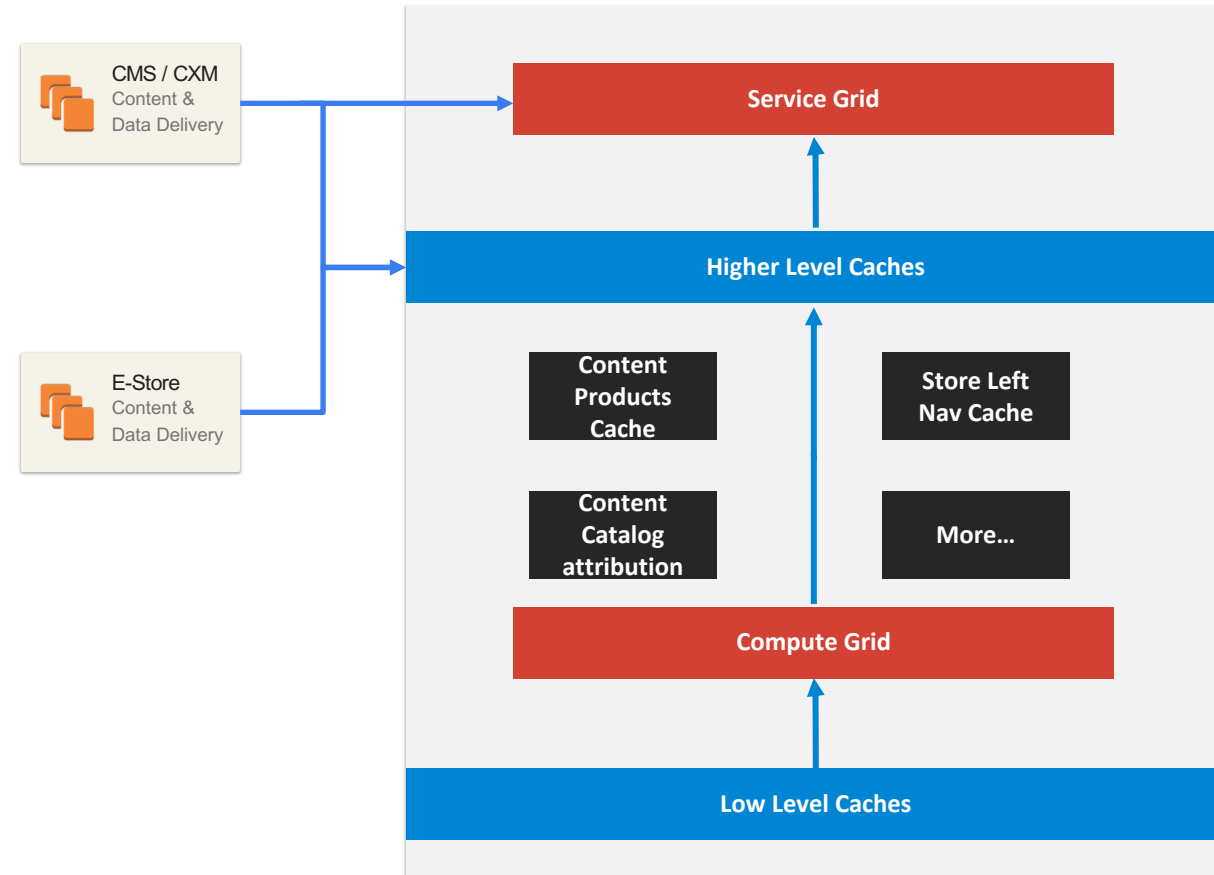 CMS / CXM
Content &
Data Delivery
Service Grid
Higher Level Caches
E-Store
Content &
Data Delivery
Content
Products
Cache
Store Left
Nav Cache
Content
Catalog
attribution
More...
Compute Grid
Low Level Caches